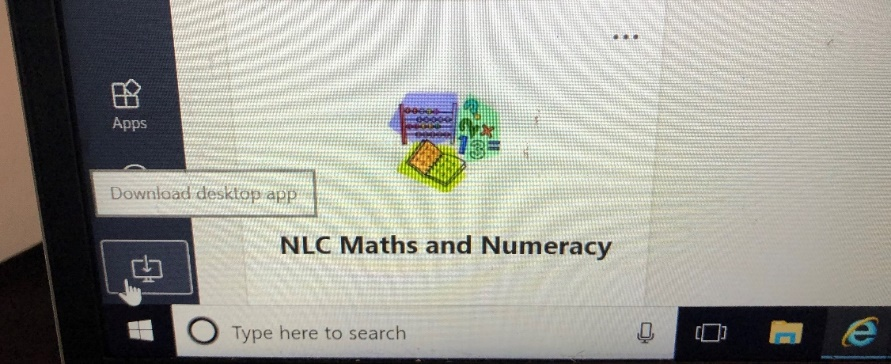 Apps
Download desktop app
NLC Maths and Numeracy
Type here to search